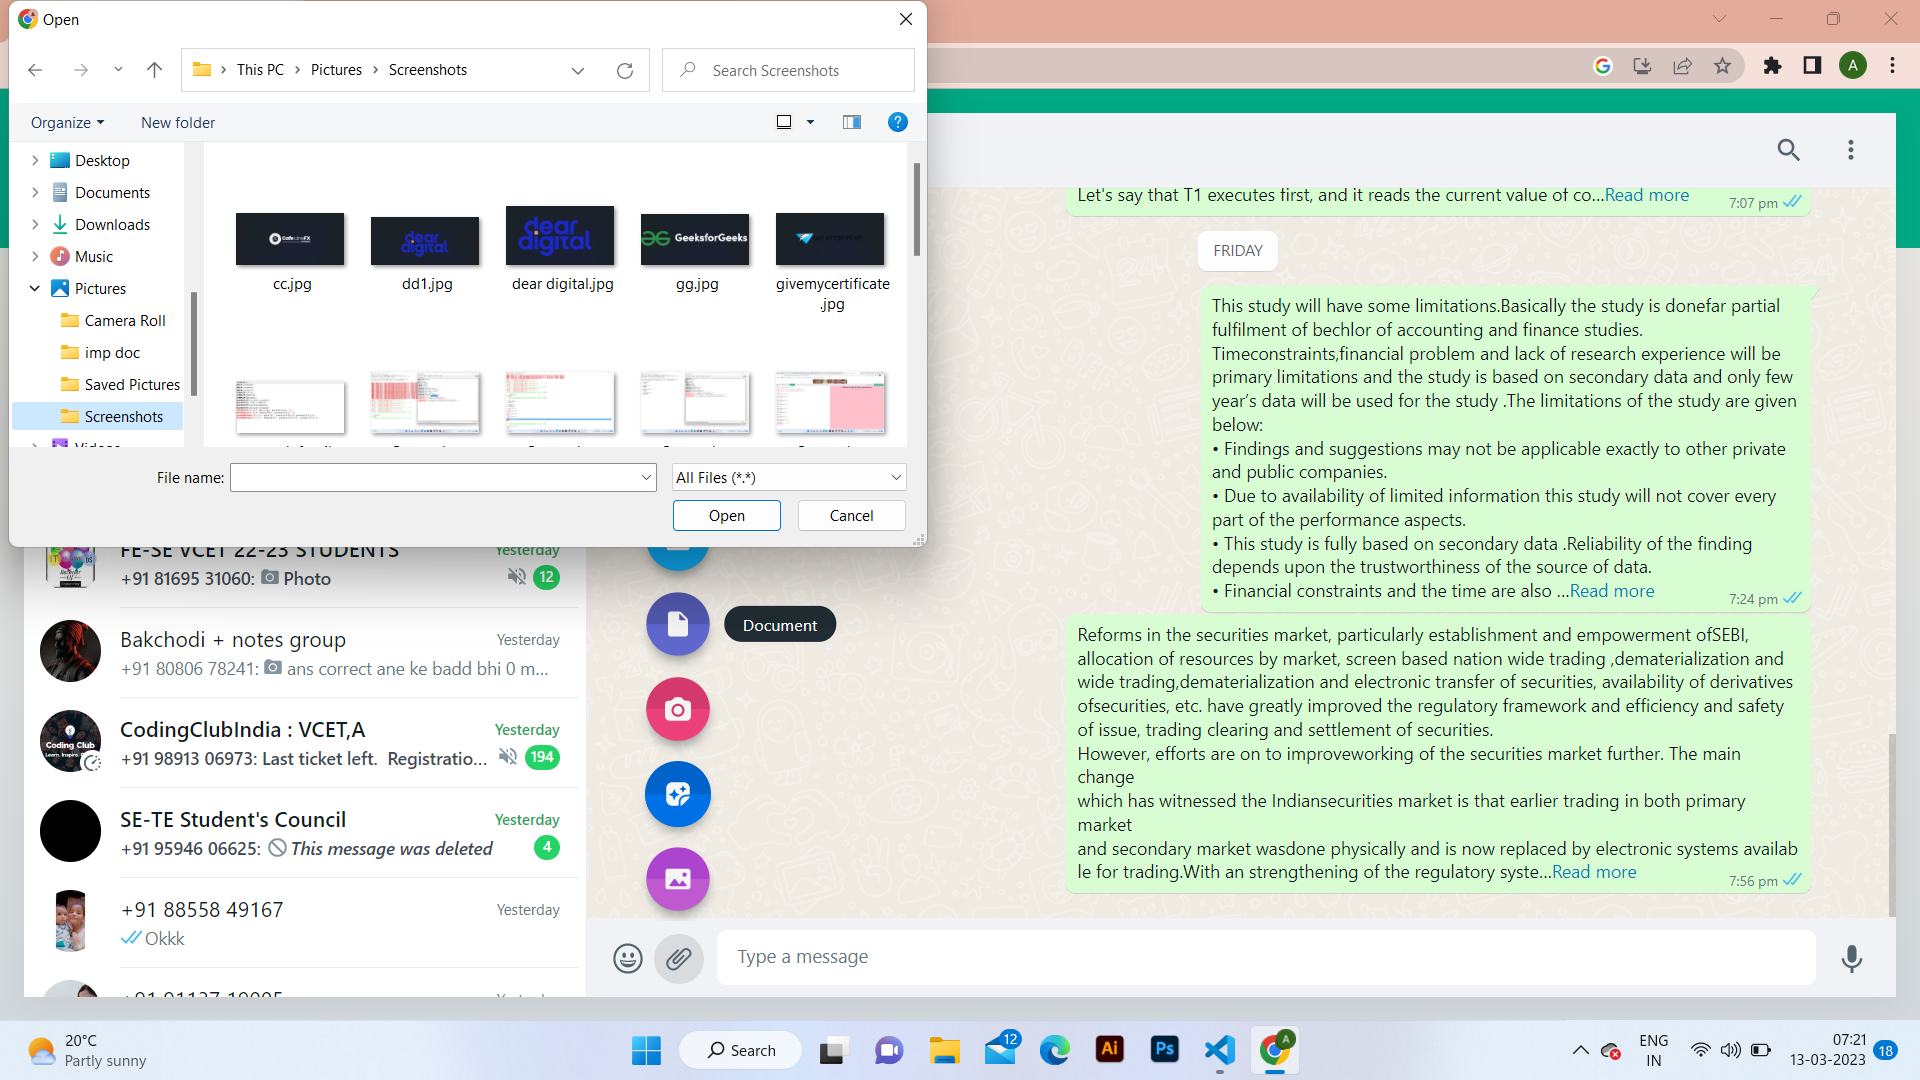 Open
This PC > Pictures > Screenshots
Search Screenshots
Organize
New folder
Desktop
Documents
Downloads
Music
Pictures
Camera Roll
imp doc
Saved Pictures
Screenshots
dear
digital
dear
digital
GeeksforGeeks
cc.jpg
dd1.jpg
dear digital.jpg
gg.jpg
givemycertificate
.jpg
File name:
All Files (*.*)
Open
Cancel
A
Let's say that T1 executes first, and it reads the current value of co...Read more
7:07 pm
FRIDAY
This study will have some limitations.Basically the study is donefar partial
fulfilment of bechlor of accounting and finance studies.
Timeconstraints,financial problem and lack of research experience will be
primary limitations and the study is based on secondary data and only few
year's data will be used for the study .The limitations of the study are given
below:
• Findings and suggestions may not be applicable exactly to other private
and public companies.
• Due to availability of limited information this study will not cover every
part of the performance aspects.
• This study is fully based on secondary data .Reliability of the finding
depends upon the trustworthiness of the source of data.
• Financial constraints and the time are also ...Read more
7:24 pm
Reforms in the securities market, particularly establishment and empowerment ofSEBI,
allocation of resources by market, screen based nation wide trading ,dematerialization and
wide trading,dematerialization and electronic transfer of securities, availability of derivatives
ofsecurities, etc. have greatly improved the regulatory framework and efficiency and safety
of issue, trading clearing and settlement of securities.
However, efforts are on to improveworking of the securities market further. The main
change
which has witnessed the Indiansecurities market is that earlier trading in both primary
market
and secondary market wasdone physically and is now replaced by electronic systems availab
le for trading.With an strengthening of the regulatory syste...Read more
7:56 pm
FE-SE VCET 22-23 STUDENTS
Yesterday
+91 81695 31060: Photo
12
Bakchodi + notes group
Yesterday
+91 80806 78241: ans correct ane ke badd bhi 0 m...
Coding Club
CodingClubIndia : VCET,A
Yesterday
+91 98913 06973: Last ticket left. Registratio...
194
SE-TE Student's Council
Yesterday
+91 95946 06625: This message was deleted
4
+91 88558 49167
Yesterday
Okkk
Document
Type a message
20°C
Partly sunny
Search
12
Ai
Ps
A
ENG
IN
07:21
13-03-2023
18